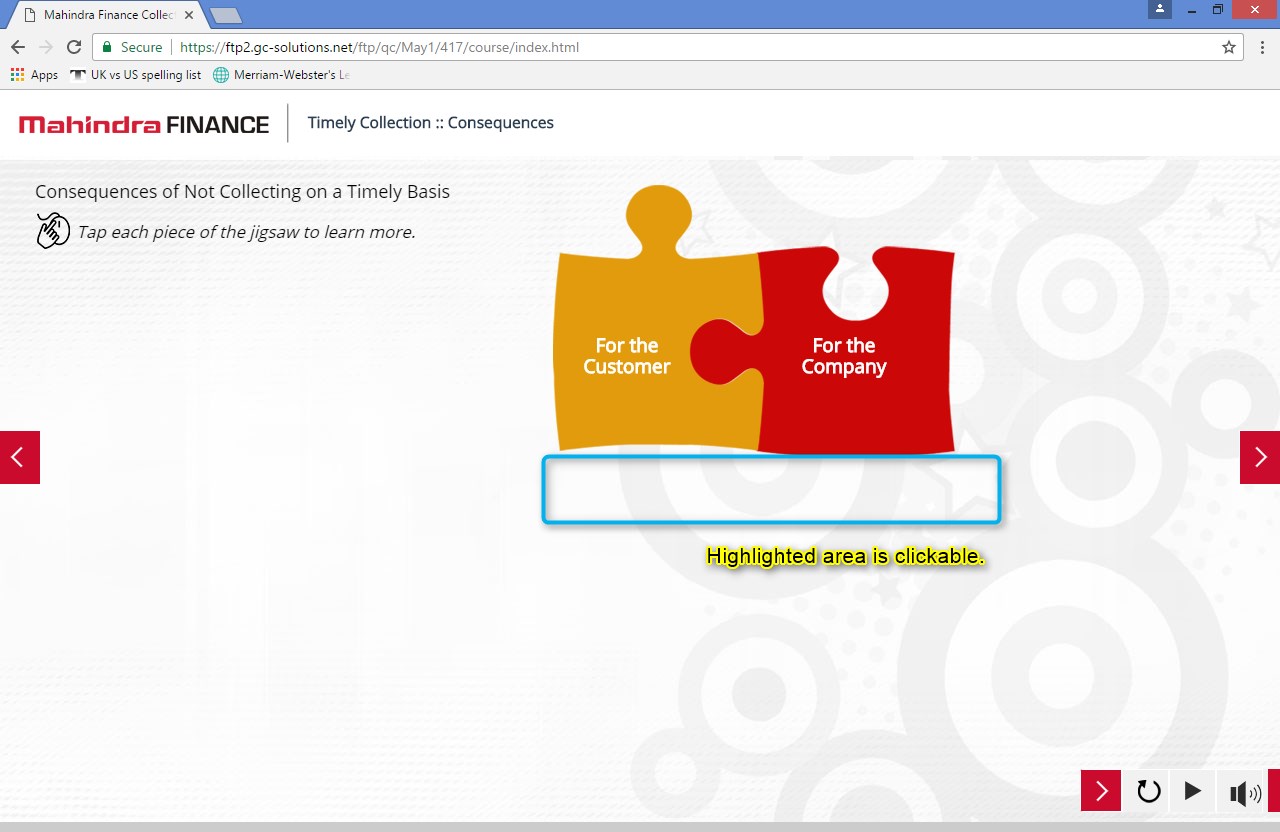 Mahindra Finance Collec
Secure
https://ftp2.gc-solutions.net/ftp/qc/May1/417/course/index.html
Apps
UK vs US spelling list
Merriam-Webster's Le
Mahindra FINANCE
Timely Collection :: Consequences
Consequences of Not Collecting on a Timely Basis
Tap each piece of the jigsaw to learn more.
For the
Customer
For the
Company
Highlighted area is clickable.